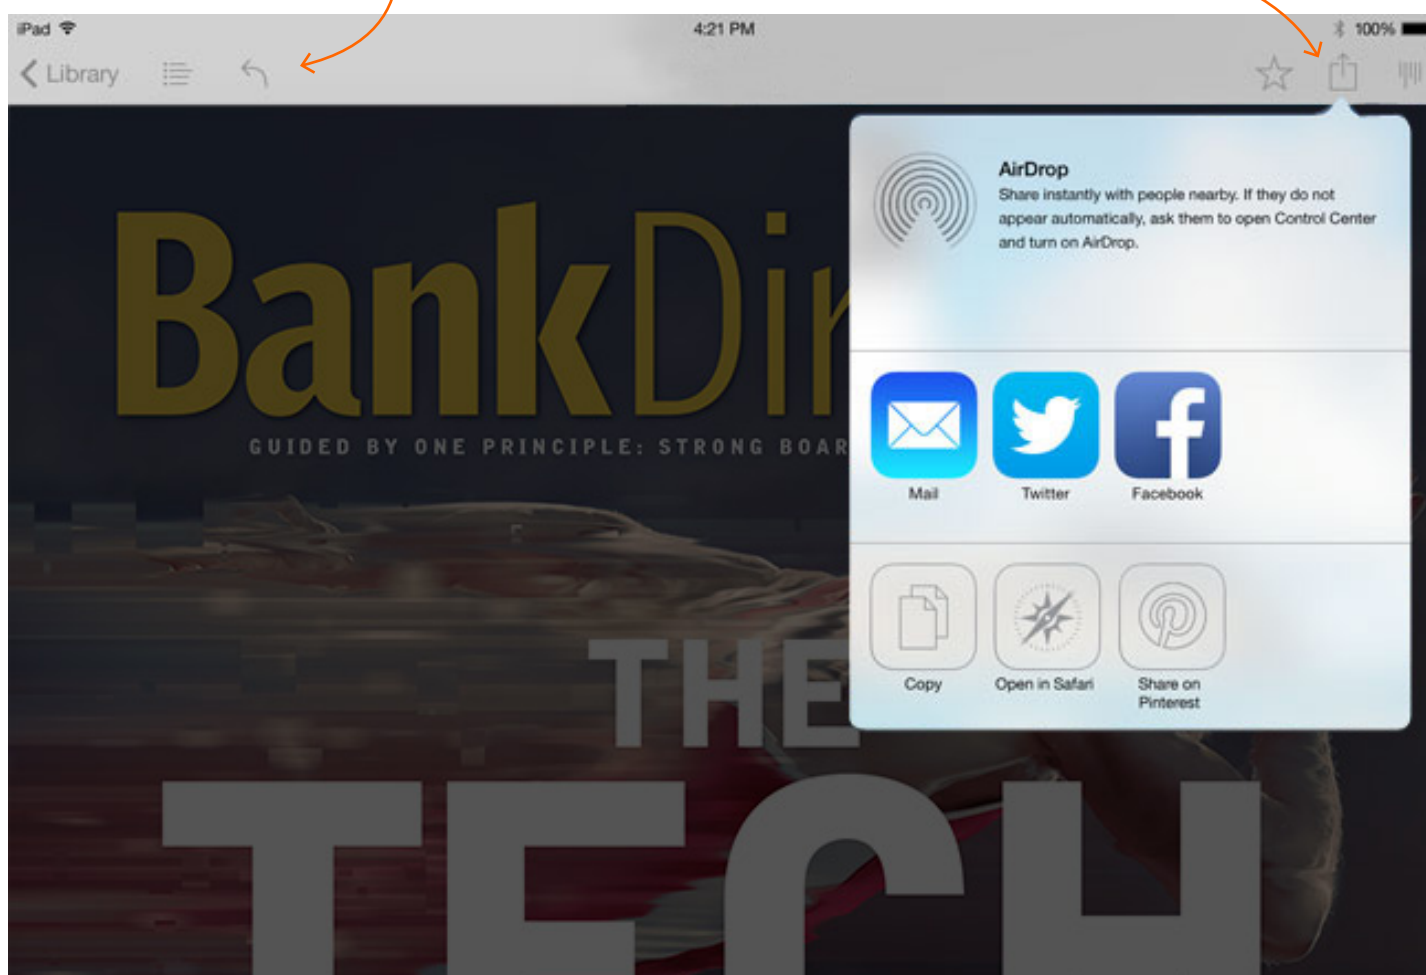 iPad
4:21 PM
100%
Library
AirDrop
Share instantly with people nearby. If they do not
appear automatically, ask them to open Control Center
and turn on AirDrop.
BankDir
GUIDED BY ONE PRINCIPLE: STRONG BOAR
Mail
Twitter
Facebook
Copy
Open in Safari
Share on
Pinterest
THE
TECH